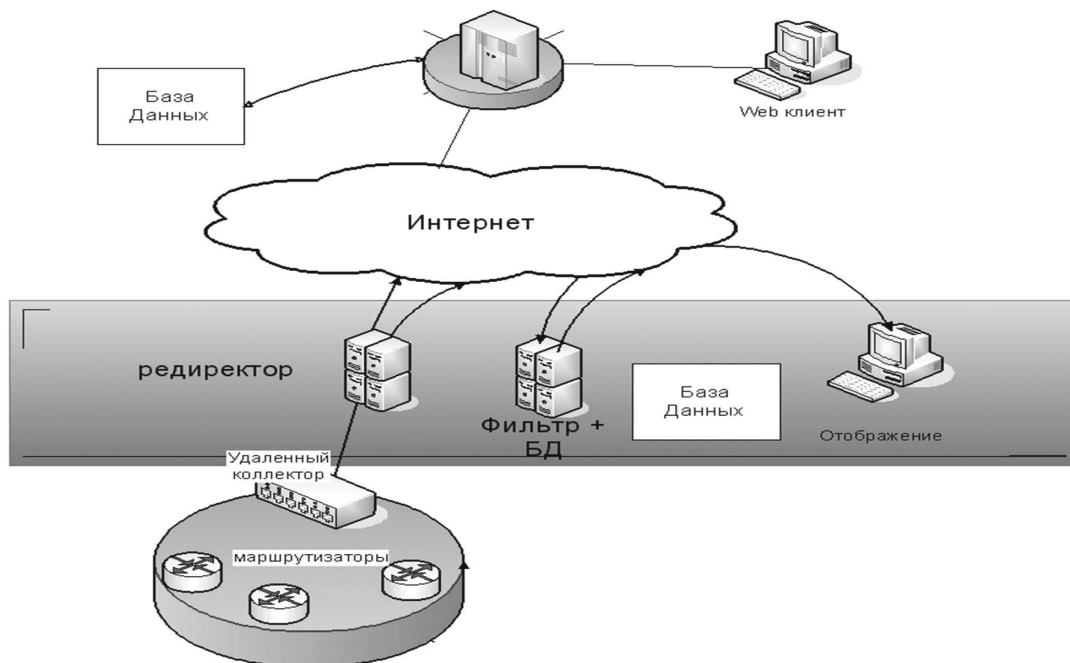 База
Данных
Web клиент
Интернет
редиректор
Фильтр +
БД
База
Данных
Отображение
Удаленный
коллектор
маршрутизаторы